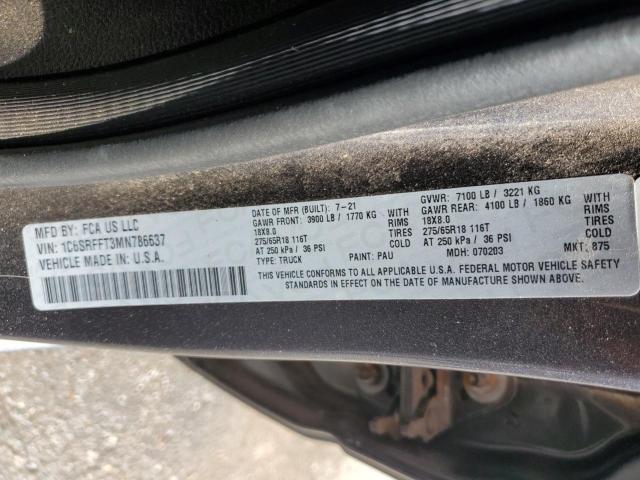 MFD BY: FCA US LLC
VIN: 1C6SRFFT3MN786637
VEHICLE MADE IN: U.S.A.
DATE OF MFR (BUILT): 7-21
GAWR FRONT: 3900 LB / 1770 KG WITH
18X8.0 RIMS
275/65R18 116T TIRES
AT 250 kPa / 36 PSI COLD
TYPE: TRUCK PAINT: PAU
GVWR: 7100 LB / 3221 KG
GAWR REAR: 4100 LB / 1860 KG WITH
18X8.0 RIMS
275/65R18 116T TIRES
AT 250 kPa / 36 PSI COLD
MDH: 070203 MKT: 875
THIS VEHICLE CONFORMS TO ALL APPLICABLE U.S.A. FEDERAL MOTOR VEHICLE SAFETY
STANDARDS IN EFFECT ON THE DATE OF MANUFACTURE SHOWN ABOVE.